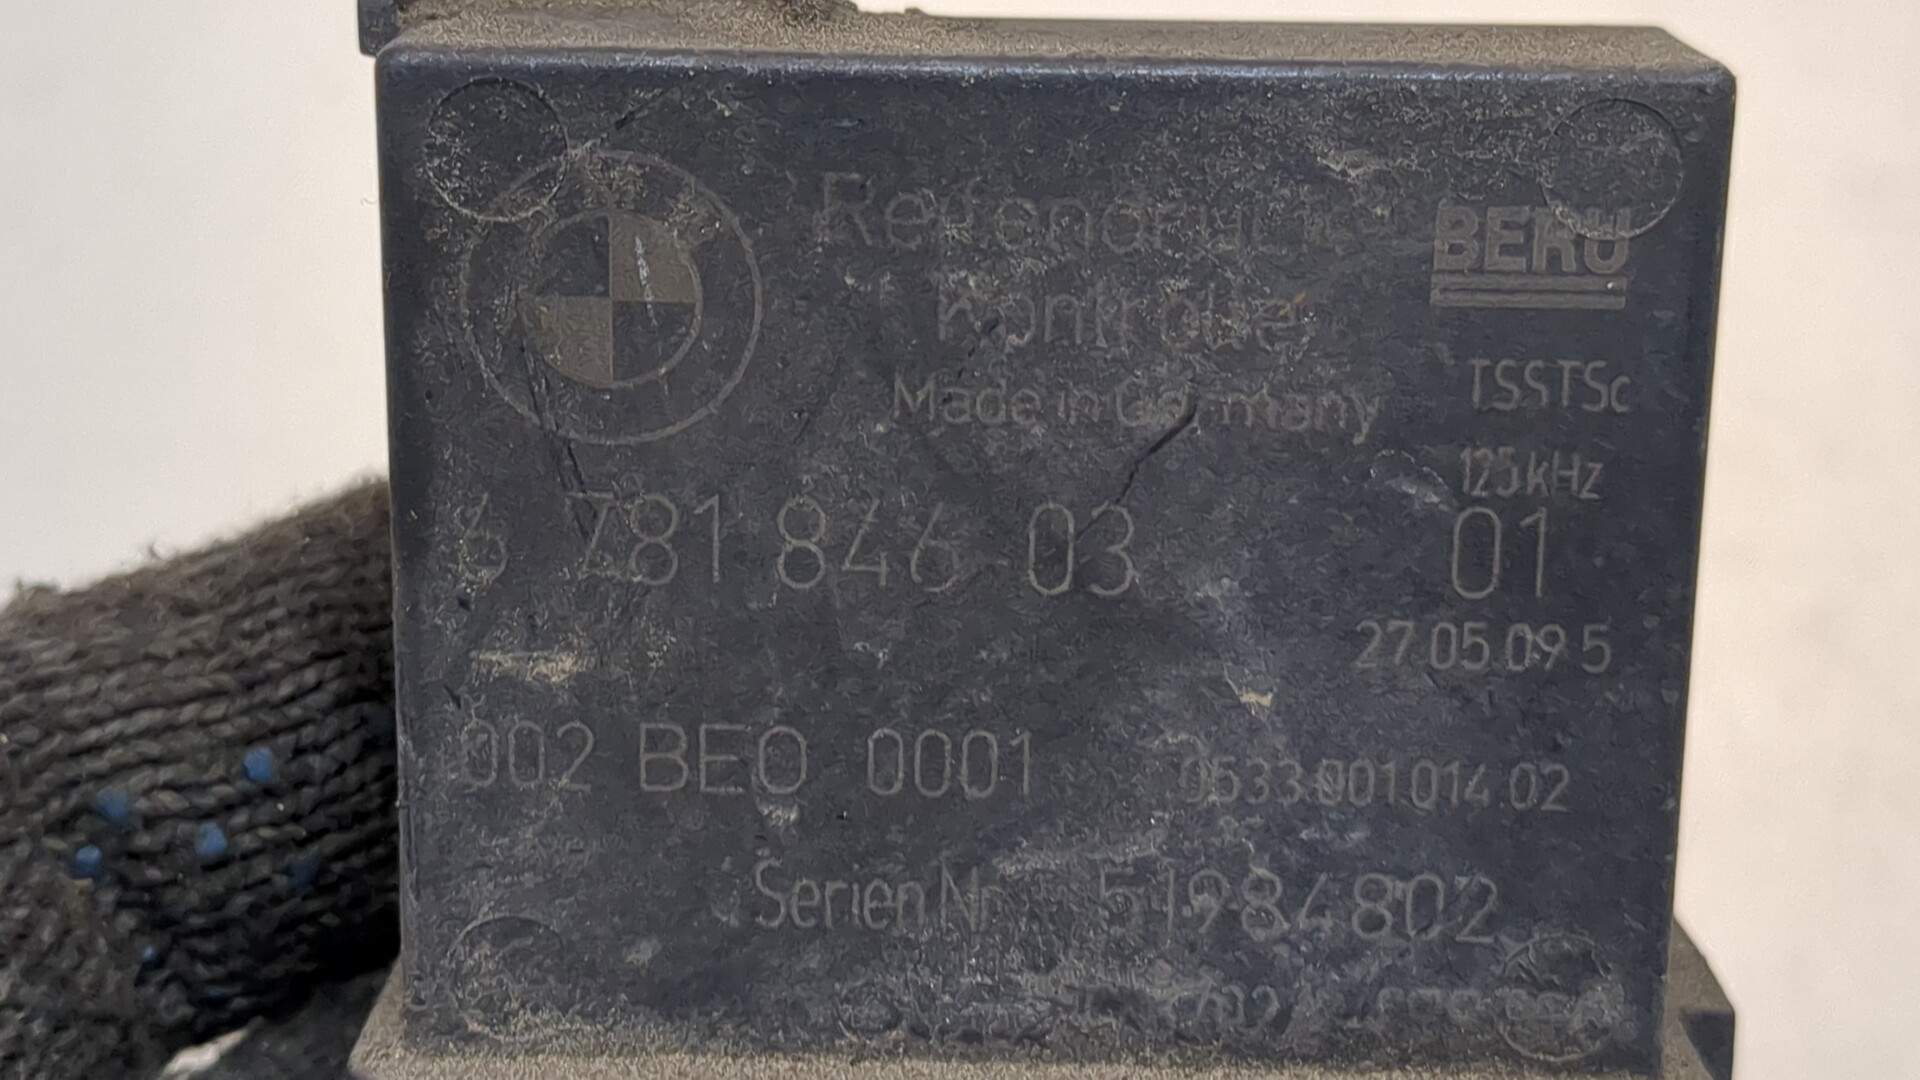 Reifendruck
BERU
Kontrolle
Made in Germany
TSSTSc
125 kHz
6 781 846 03
01
27.05.09 5
002 BEO 0001
0533.001.014.02
Serien Nr 51984802